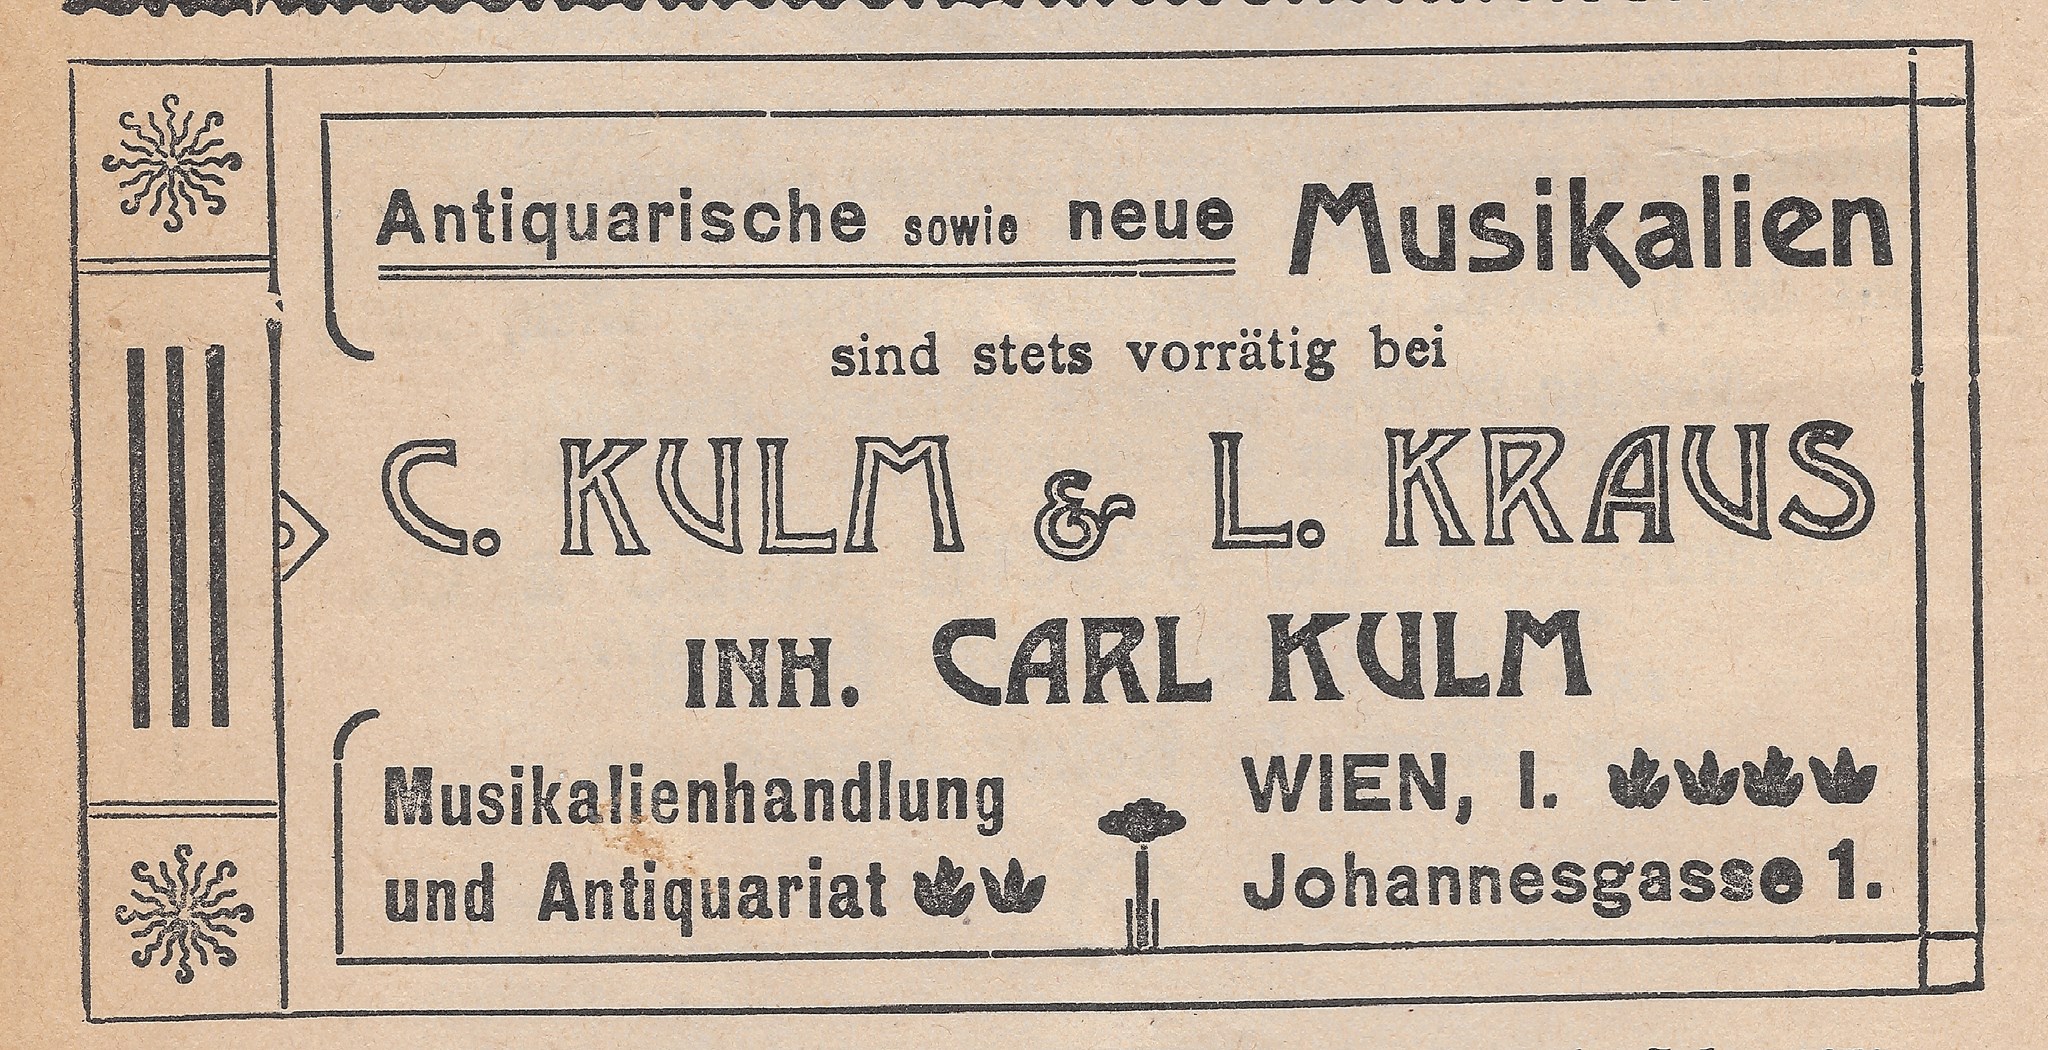 Antiquarische sowie neue Musikalien
sind stets vorrätig bei
C. KULM & L. KRAUS
INH. CARL KULM
Musikalienhandlung
und Antiquariat
WIEN, I.
Johannesgasse 1.